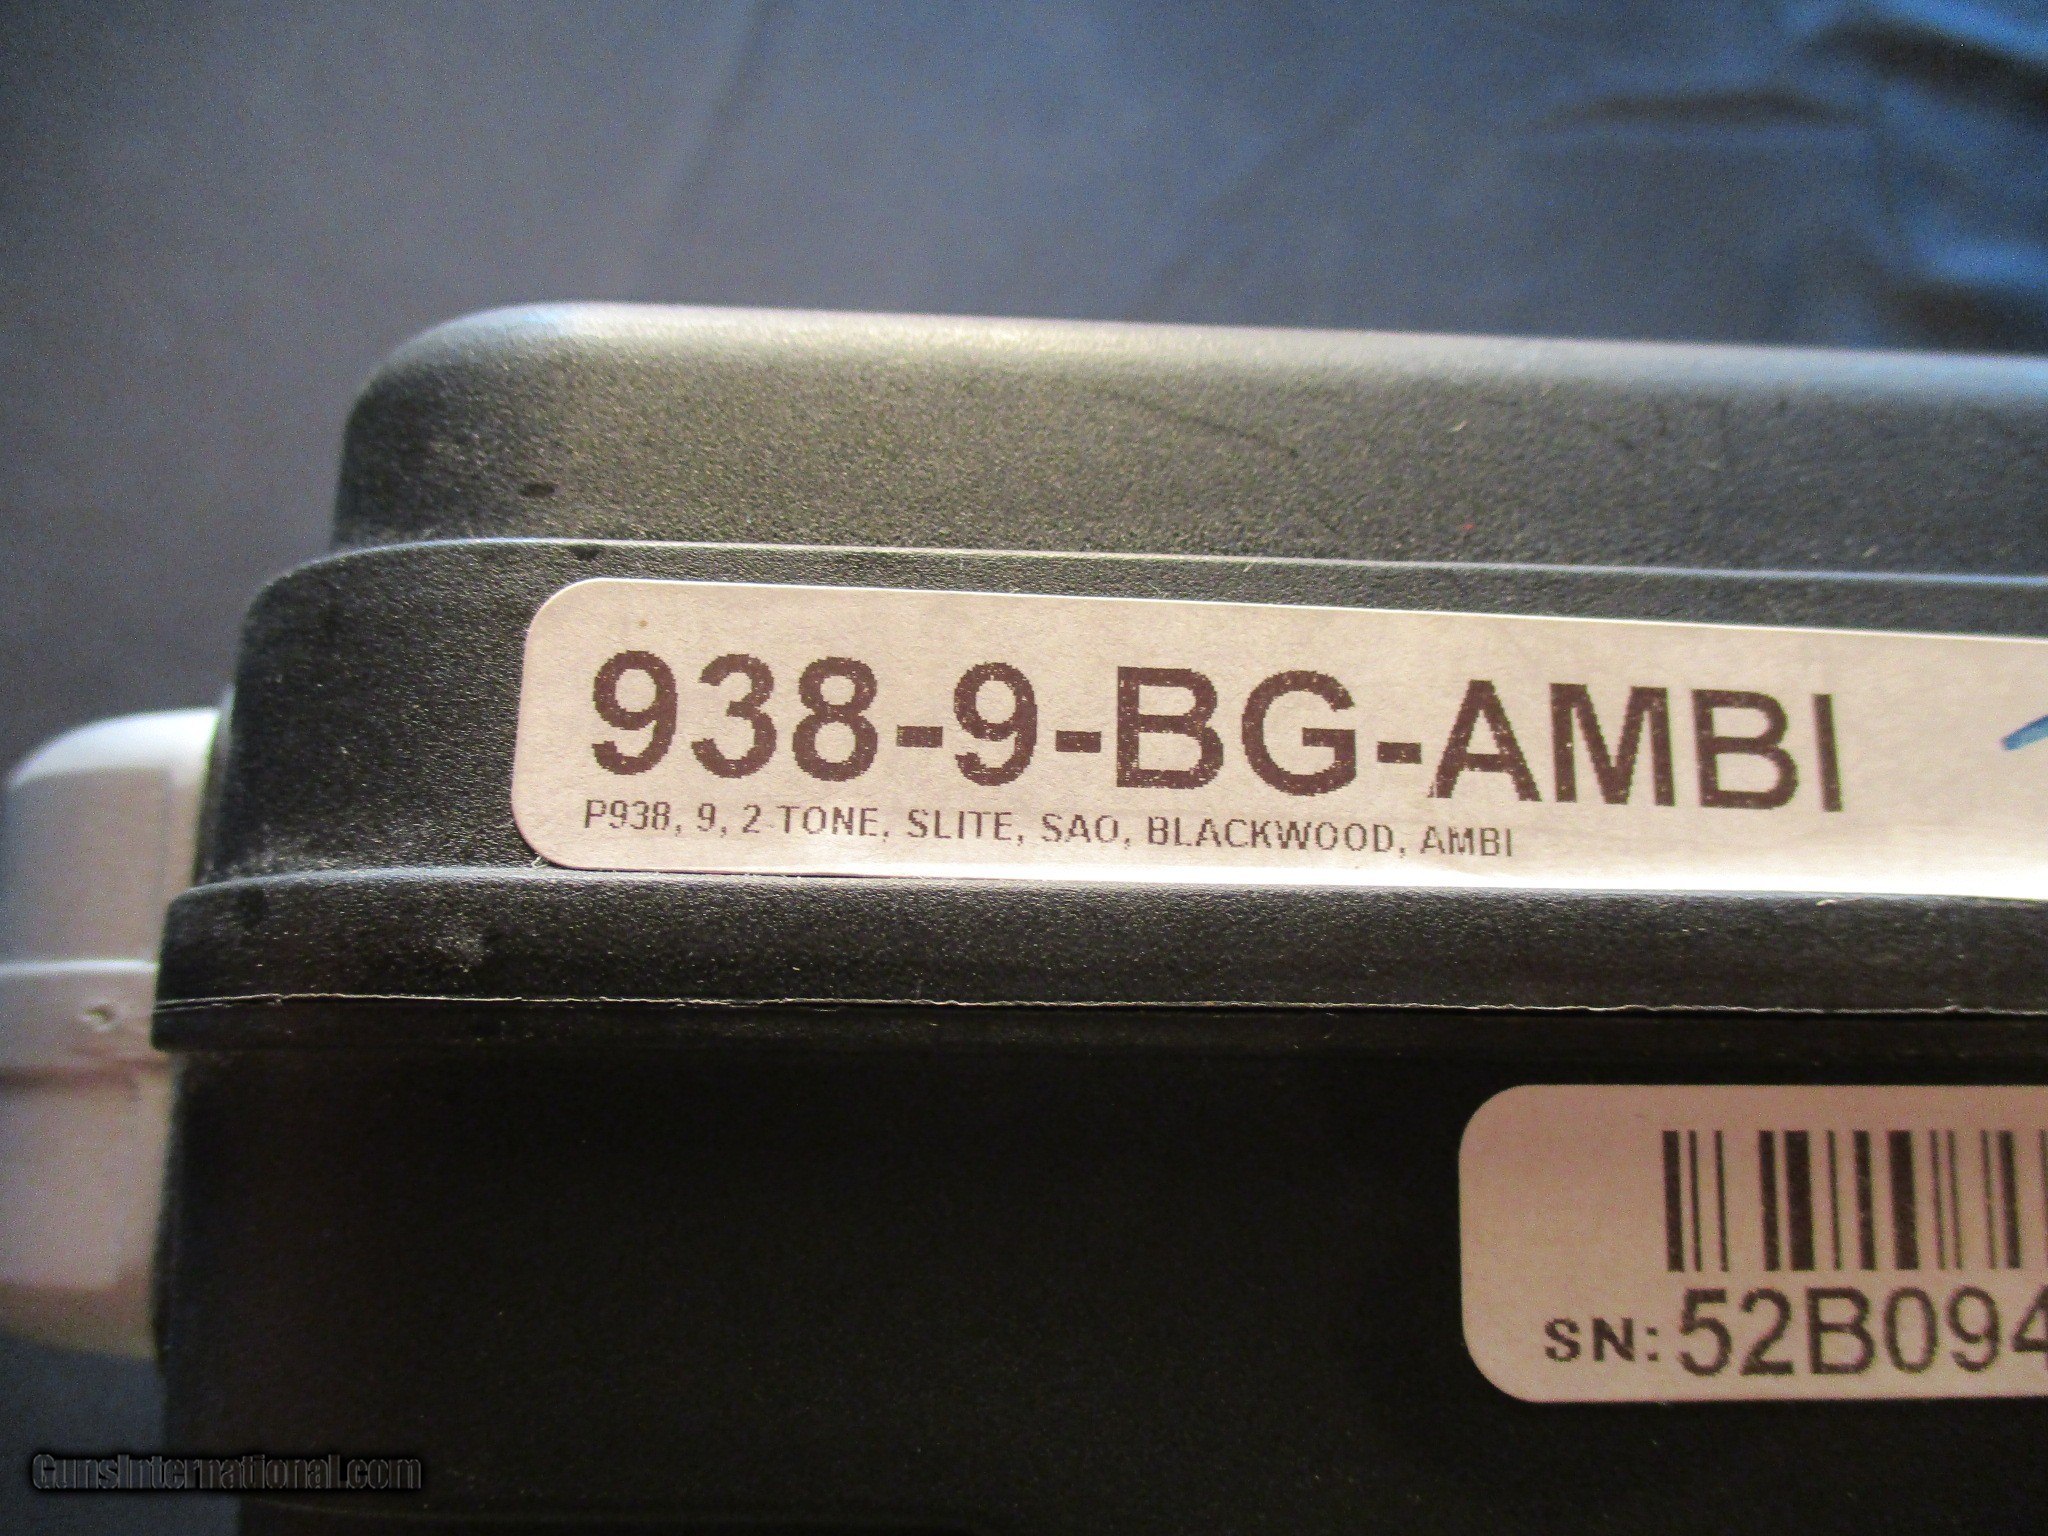 938-9-BG-AMBI
P938, 9, 2-TONE, SLITE, SAO, BLACKWOOD, AMBI
SN: 52B094
GunsInternational.com